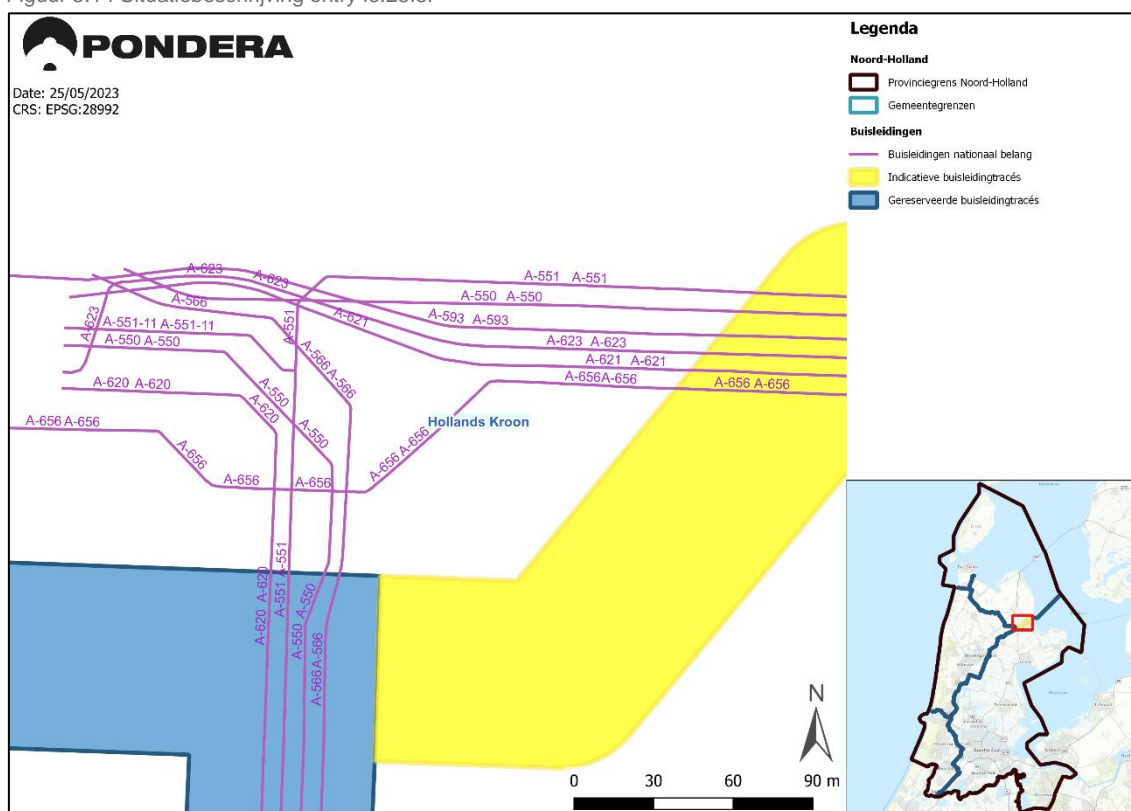 PONDERA
Date: 25/05/2023
CRS: EPSG:28992
Legenda
Noord-Holland
Provinciegrens Noord-Holland
Gemeentegrenzen
Buisleidingen
Buisleidingen nationaal belang
Indicatieve buisleidingtracés
Gereserveerde buisleidingtracés
A-623
A-623
A-551 A-551
A-566
A-550 A-550
A-623
A-551-11 A-551-11
A-551
A-621
A-593 A-593
A-550 A-550
A-623 A-623
A-566 A-566
A-621 A-621
A-620 A-620
A-550
A-620
A-656 A-656
A-656 A-656
A-656 A-656
A-550
Hollands Kroon
A-656
A-656 A-656
A-656
A-656
A-620 A-620
A-551 A-551
A-550 A-550
A-566 A-566
N
0 30 60 90 m